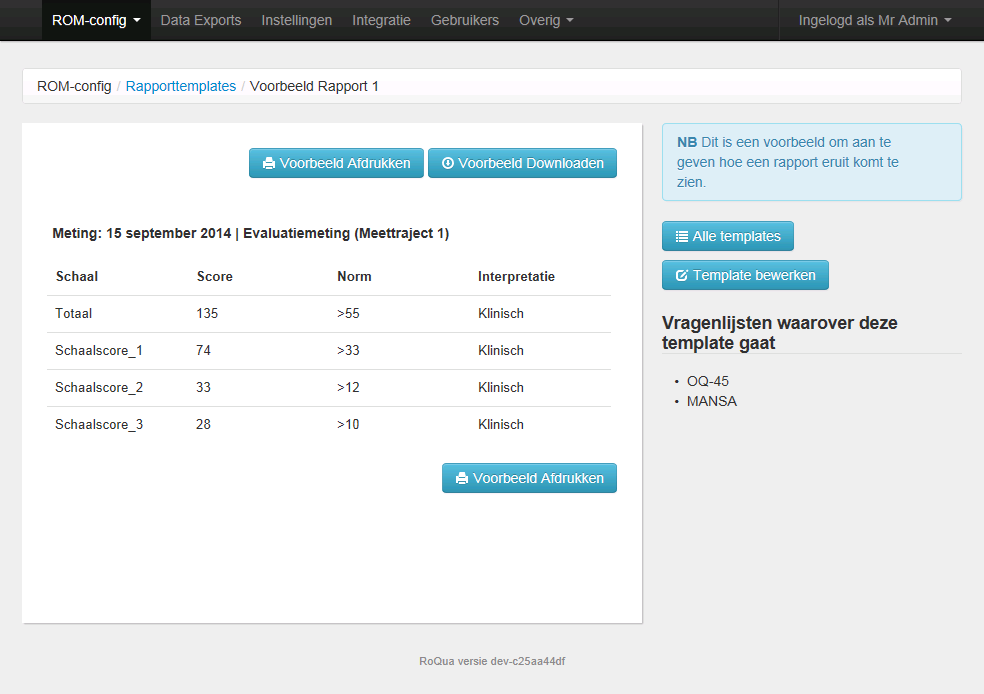 ROM-config Data Exports Instellingen Integratie Gebruikers Overig Ingelogd als Mr Admin
ROM-config / Rapporttemplates / Voorbeeld Rapport 1
Voorbeeld Afdrukken Voorbeeld Downloaden
Meting: 15 september 2014 | Evaluatiemeting (Meettraject 1)
Schaal Score Norm Interpretatie
Totaal 135 >55 Klinisch
Schaalscore_1 74 >33 Klinisch
Schaalscore_2 33 >12 Klinisch
Schaalscore_3 28 >10 Klinisch
Voorbeeld Afdrukken
NB Dit is een voorbeeld om aan te
geven hoe een rapport eruit komt te
zien.
Alle templates
Template bewerken
Vragenlijsten waarover deze
template gaat
• OQ-45
• MANSA
RoQua versie dev-c25aa44df